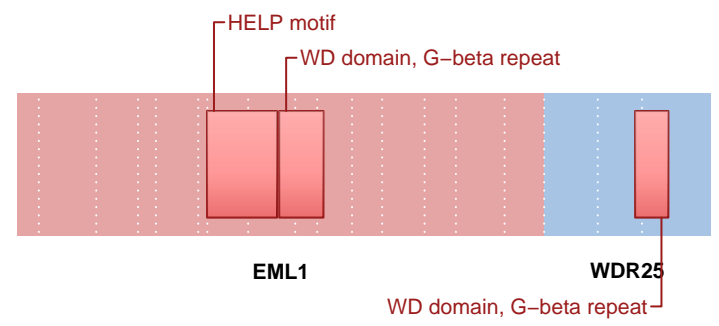 HELP motif
WD domain, G−beta repeat
EML1
WDR25
WD domain, G−beta repeat